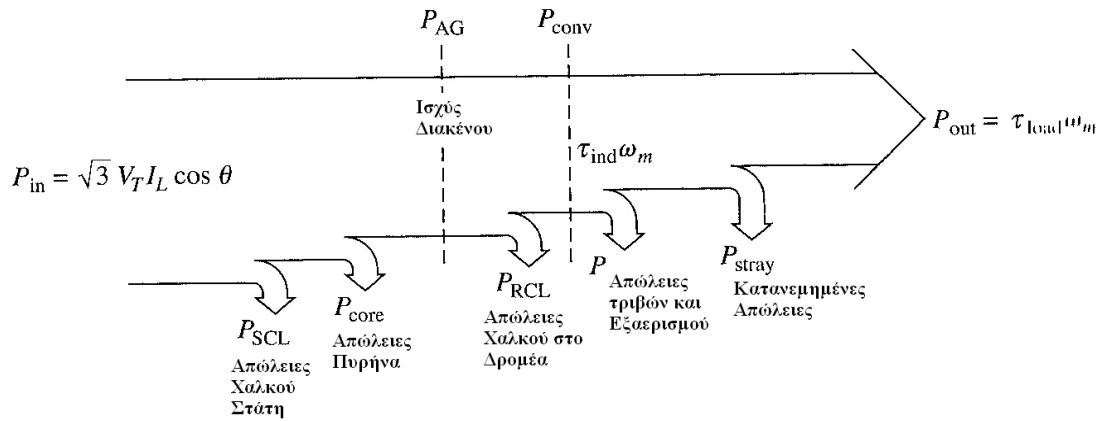 P_AG
P_conv
Ισχύς
Διακένου
P_out = τ_load ω_m
τ_ind ω_m
P_in = √3 V_T I_L cos θ
P_SCL
Απώλειες
Χαλκού
Στάτη
P_core
Απώλειες
Πυρήνα
P_RCL
Απώλειες
Χαλκού στο
Δρομέα
P
Απώλειες
τριβών και
Εξαερισμού
P_stray
Κατανεμημένες
Απώλειες